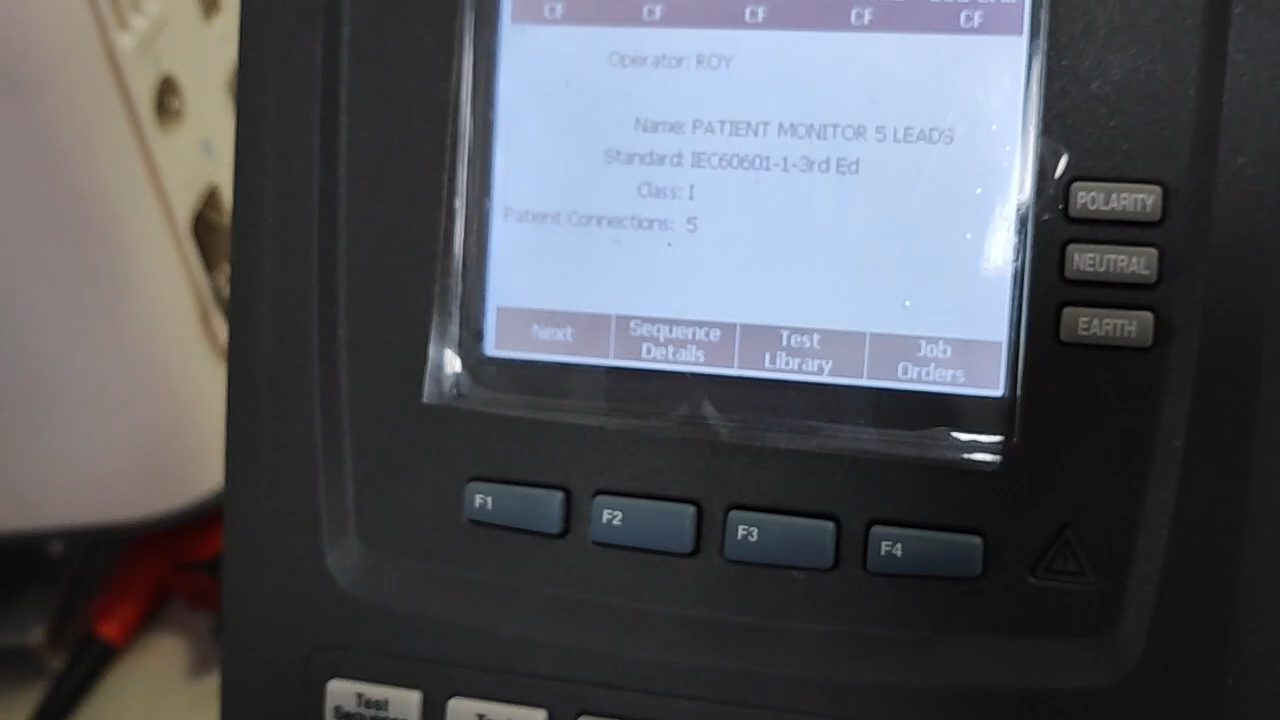 CF CF CF CF CF
Operator: ROY
Name: PATIENT MONITOR 5 LEADS
Standard: IEC60601-1-3rd Ed
Class: I
Patient Connections: 5
Next
Sequence Details
Test Library
Job Orders
POLARITY
NEUTRAL
EARTH
F1
F2
F3
F4
Test